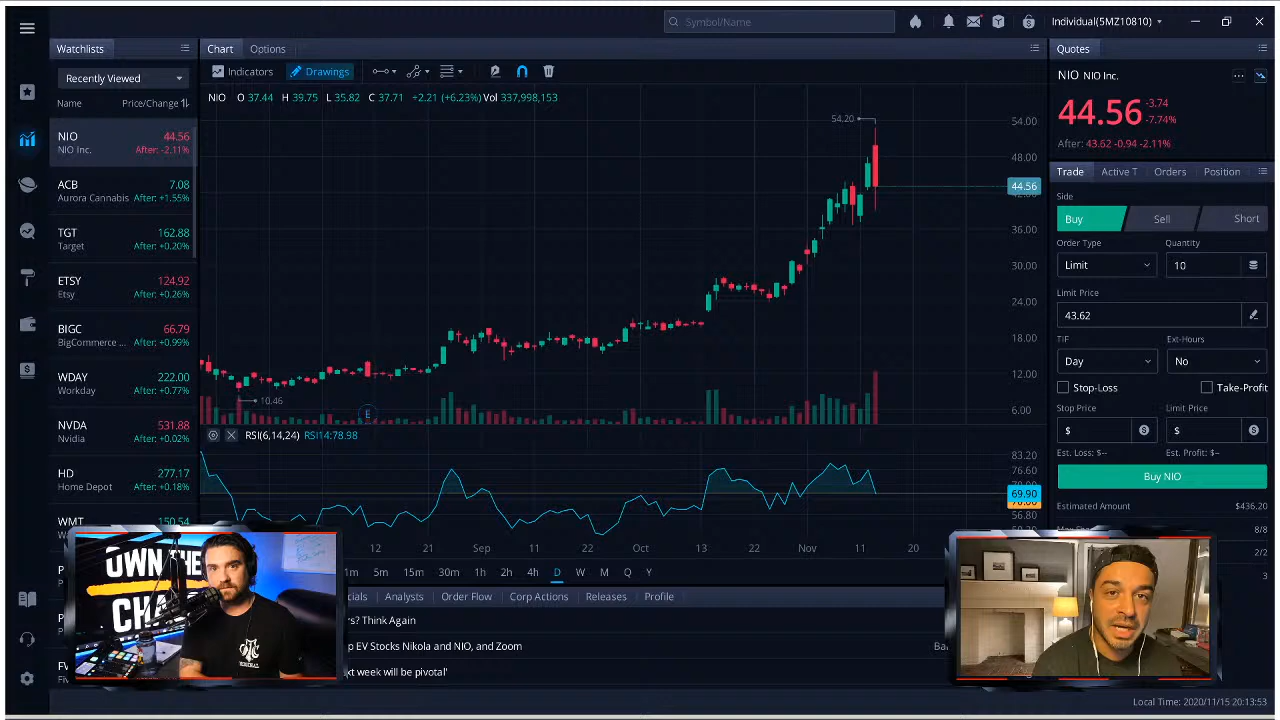 Symbol/Name
Individual(5MZ10810)
Watchlists
Recently Viewed
Name Price/Change
NIO 44.56
NIO Inc. After: -2.11%
ACB 7.08
Aurora Cannabis After: +1.55%
TGT 162.88
Target After: +0.20%
ETSY 124.92
Etsy After: +0.26%
BIGC 66.79
BigCommerce ... After: +0.99%
WDAY 222.00
Workday After: +0.77%
NVDA 531.88
Nvidia After: +0.02%
HD 277.17
Home Depot After: +0.18%
WMT 150.54
Chart Options
Indicators Drawings
NIO O 37.44 H 39.75 L 35.82 C 37.71 +2.21 (+6.23%) Vol 337,998,153
54.20
54.00
48.00
44.56
36.00
30.00
24.00
18.00
12.00
6.00
10.46
E
RSI(6,14,24) RSI14:78.98
83.20
76.60
69.90
56.80
12 21 Sep 11 22 Oct 13 22 Nov 11 20
1m 5m 15m 30m 1h 2h 4h D W M Q Y
Analysts Order Flow Corp Actions Releases Profile
s? Think Again
p EV Stocks Nikola and NIO, and Zoom
xt week will be pivotal'
Quotes
NIO NIO Inc.
44.56 -3.74
-7.74%
After: 43.62 -0.94 -2.11%
Trade Active T Orders Position
Side
Buy Sell Short
Order Type Quantity
Limit 10
Limit Price
43.62
TIF Ext-Hours
Day No
Stop-Loss Take-Profit
Stop Price Limit Price
$ $
Est. Loss: $-- Est. Profit: $--
Buy NIO
Estimated Amount $436.20
8/8
2/2
3
OWN THE
CHA
Local Time: 2020/11/15 20:13:53